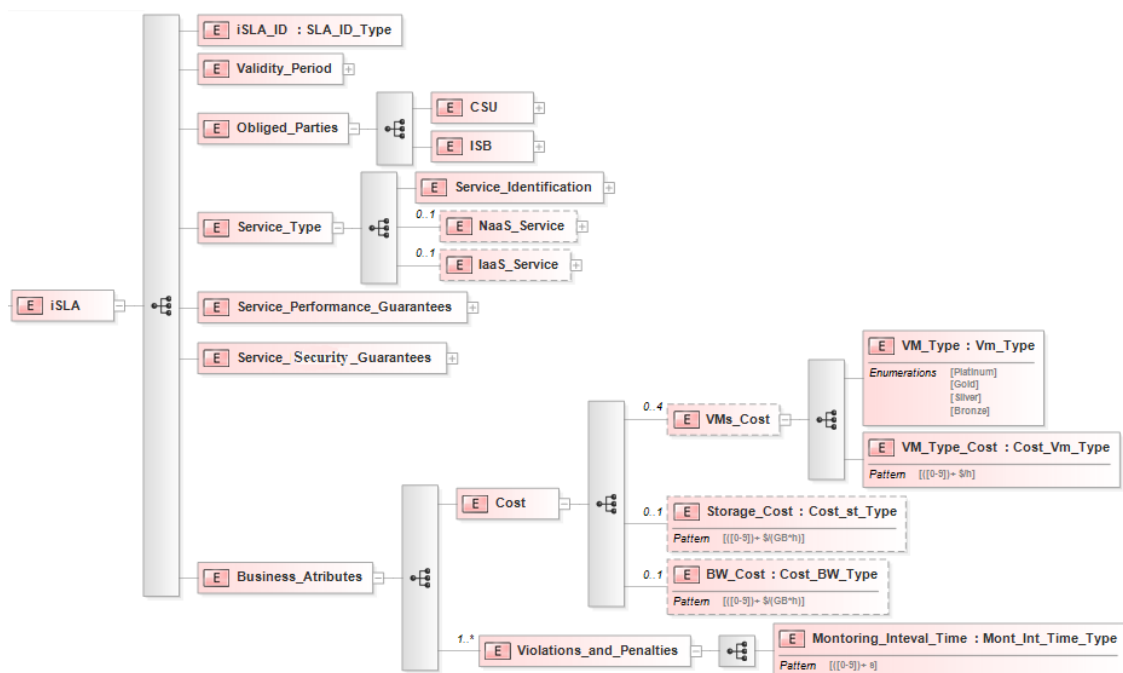 E iSLA_ID : SLA_ID_Type
E Validity_Period
E Obliged_Parties
E CSU
E ISB
E Service_Type
E Service_Identification
0..1
E NaaS_Service
0..1
E IaaS_Service
E iSLA
E Service_Performance_Guarantees
E Service_ Security_Guarantees
E Business_Atributes
E Cost
0..4
E VMs_Cost
E VM_Type : Vm_Type
Enumerations [Platinum]
[Gold]
[Silver]
[Bronze]
E VM_Type_Cost : Cost_Vm_Type
Pattern [([0-9])+ $/h]
0..1
E Storage_Cost : Cost_st_Type
Pattern [([0-9])+ $/(GB*h)]
0..1
E BW_Cost : Cost_BW_Type
Pattern [([0-9])+ $/(GB*h)]
1..*
E Violations_and_Penalties
E Montoring_Inteval_Time : Mont_Int_Time_Type
Pattern [([0-9])+ s]